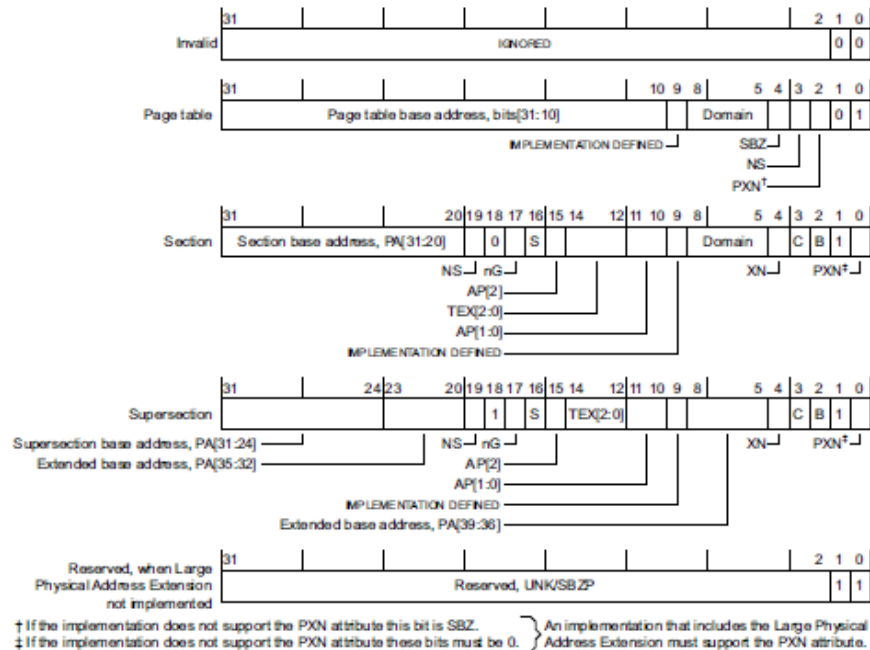 31 2 1 0
Invalid IGNORED 0 0
31 10 9 8 5 4 3 2 1 0
Page table Page table base address, bits[31:10] Domain 0 1
IMPLEMENTATION DEFINED SBZ
NS
PXN†
31 20 19 18 17 16 15 14 12 11 10 9 8 5 4 3 2 1 0
Section Section base address, PA[31:20] 0 S Domain C B 1
NS nG XN PXN‡
AP[2]
TEX[2:0]
AP[1:0]
IMPLEMENTATION DEFINED
31 24 23 20 19 18 17 16 15 14 12 11 10 9 8 5 4 3 2 1 0
Supersection 1 S TEX[2:0] C B 1
Supersection base address, PA[31:24] NS nG XN PXN‡
Extended base address, PA[35:32] AP[2]
AP[1:0]
IMPLEMENTATION DEFINED
Extended base address, PA[39:36]
31 2 1 0
Reserved, when Large
Physical Address Extension Reserved, UNK/SBZP 1 1
not implemented
† If the implementation does not support the PXN attribute this bit is SBZ. An implementation that includes the Large Physical
‡ If the implementation does not support the PXN attribute these bits must be 0. Address Extension must support the PXN attribute.